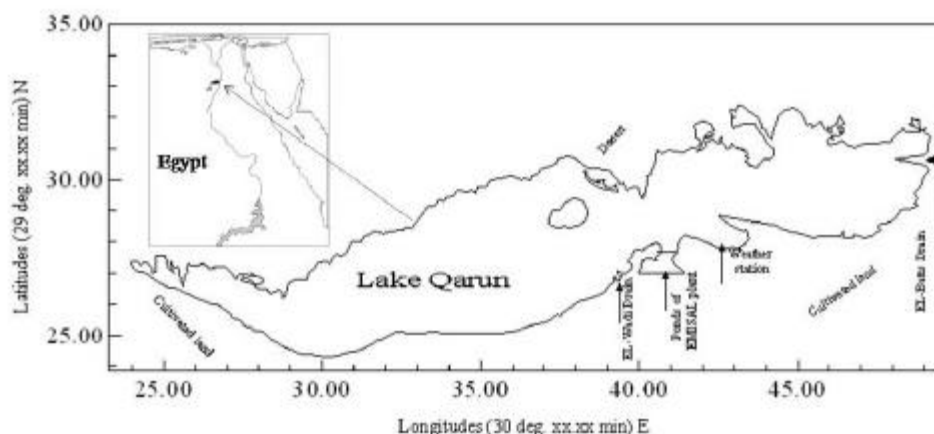 35.00
Latitudes (29 deg. xx.xx min) N
30.00
25.00
Egypt
Desert
Lake Qarun
Cultivated land
EL-Wadi Drain
Ponds of
EMISAL plant
Weather
station
Cultivated land
EL-Bats Drain
25.00 30.00 35.00 40.00 45.00
Longitudes (30 deg. xx.xx min) E